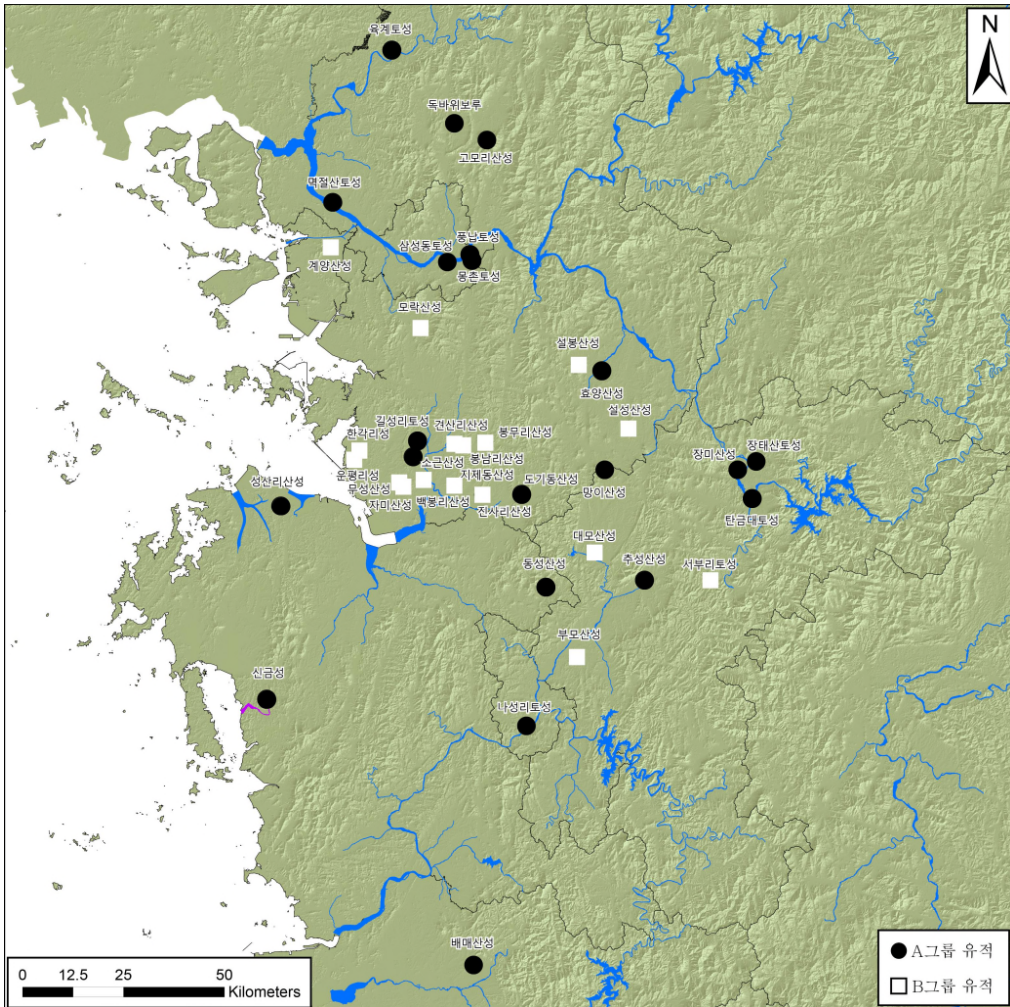 육계토성
N
독바위보루
고모리산성
멱절산토성
풍납토성
삼성동토성
계양산성
몽촌토성
모락산성
설봉산성
효양산성
설성산성
길성리토성
견산리산성
봉무리산성
한각리성
소근산성
봉남리산성
장태산토성
장미산성
운평리성
지제동산성
도기동산성
망이산성
성산리산성
무성산성
백봉리산성
자미산성
진사리산성
탄금대토성
대모산성
동성산성
추성산성
서부리토성
부모산성
신금성
나성리토성
배매산성
A그룹 유적
B그룹 유적
0 12.5 25 50
Kilometers